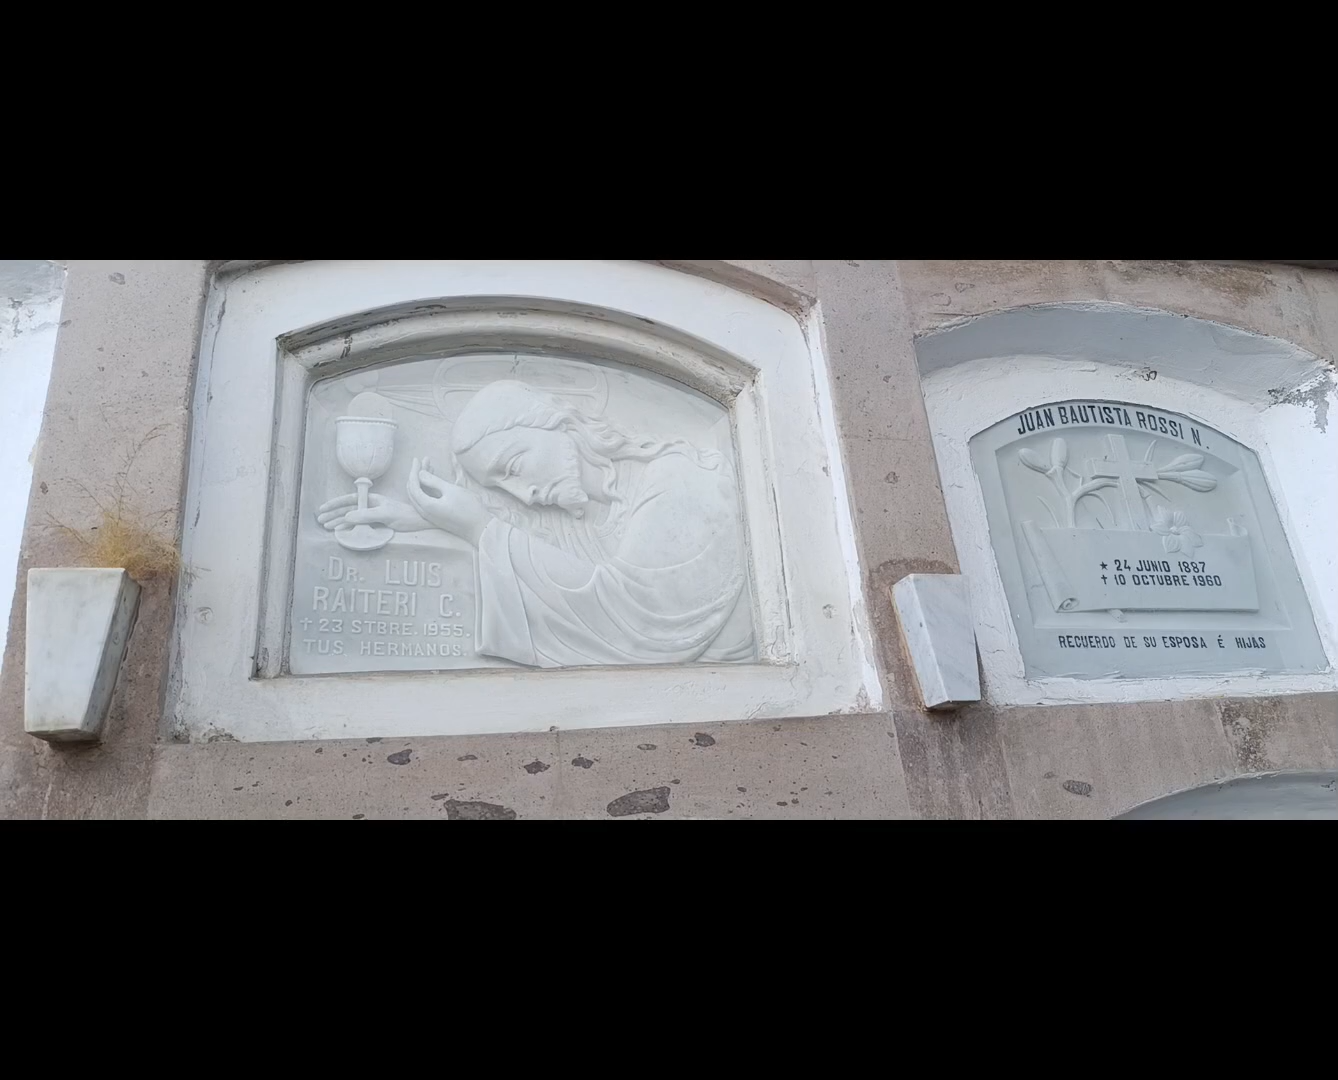 DR. LUIS
RAITERI C.
✝ 23 STBRE. 1955.
TUS HERMANOS.
JUAN BAUTISTA ROSSI N.
★ 24 JUNIO 1887
✝ 10 OCTUBRE 1960
RECUERDO DE SU ESPOSA É HIJAS